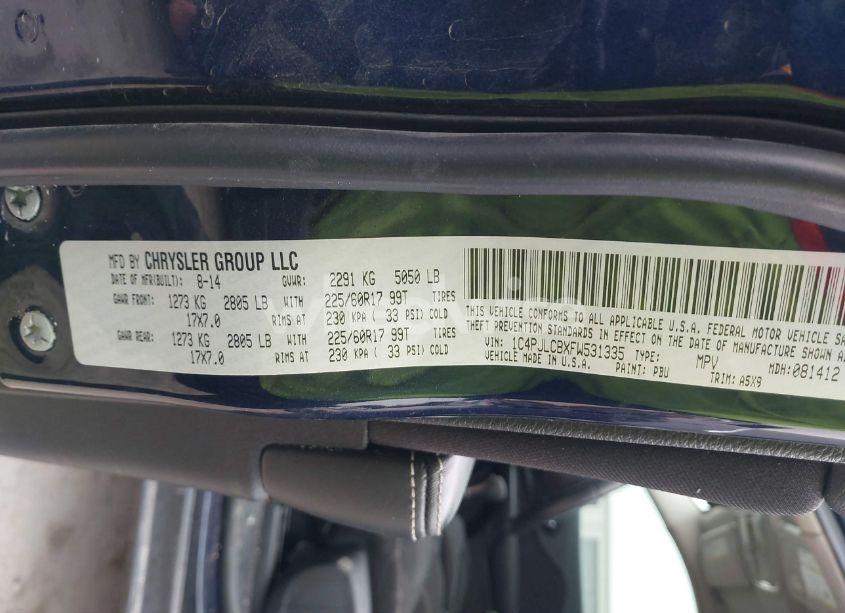 MFD BY CHRYSLER GROUP LLC
DATE OF MFR(BUILT): 8-14 GVWR: 2291 KG 5050 LB
GAWR FRONT: 1273 KG 2805 LB WITH 225/60R17 99T TIRES
17X7.0 RIMS AT 230 KPA ( 33 PSI) COLD
GAWR REAR: 1273 KG 2805 LB WITH 225/60R17 99T TIRES
17X7.0 RIMS AT 230 KPA ( 33 PSI) COLD
THIS VEHICLE CONFORMS TO ALL APPLICABLE U.S.A. FEDERAL MOTOR VEHICLE
THEFT PREVENTION STANDARDS IN EFFECT ON THE DATE OF MANUFACTURE SHOWN
VIN: 1C4PJLCBXFW531335 TYPE: MPV MDH:081412
VEHICLE MADE IN U.S.A. PAINT: PBU TRIM: A5X9